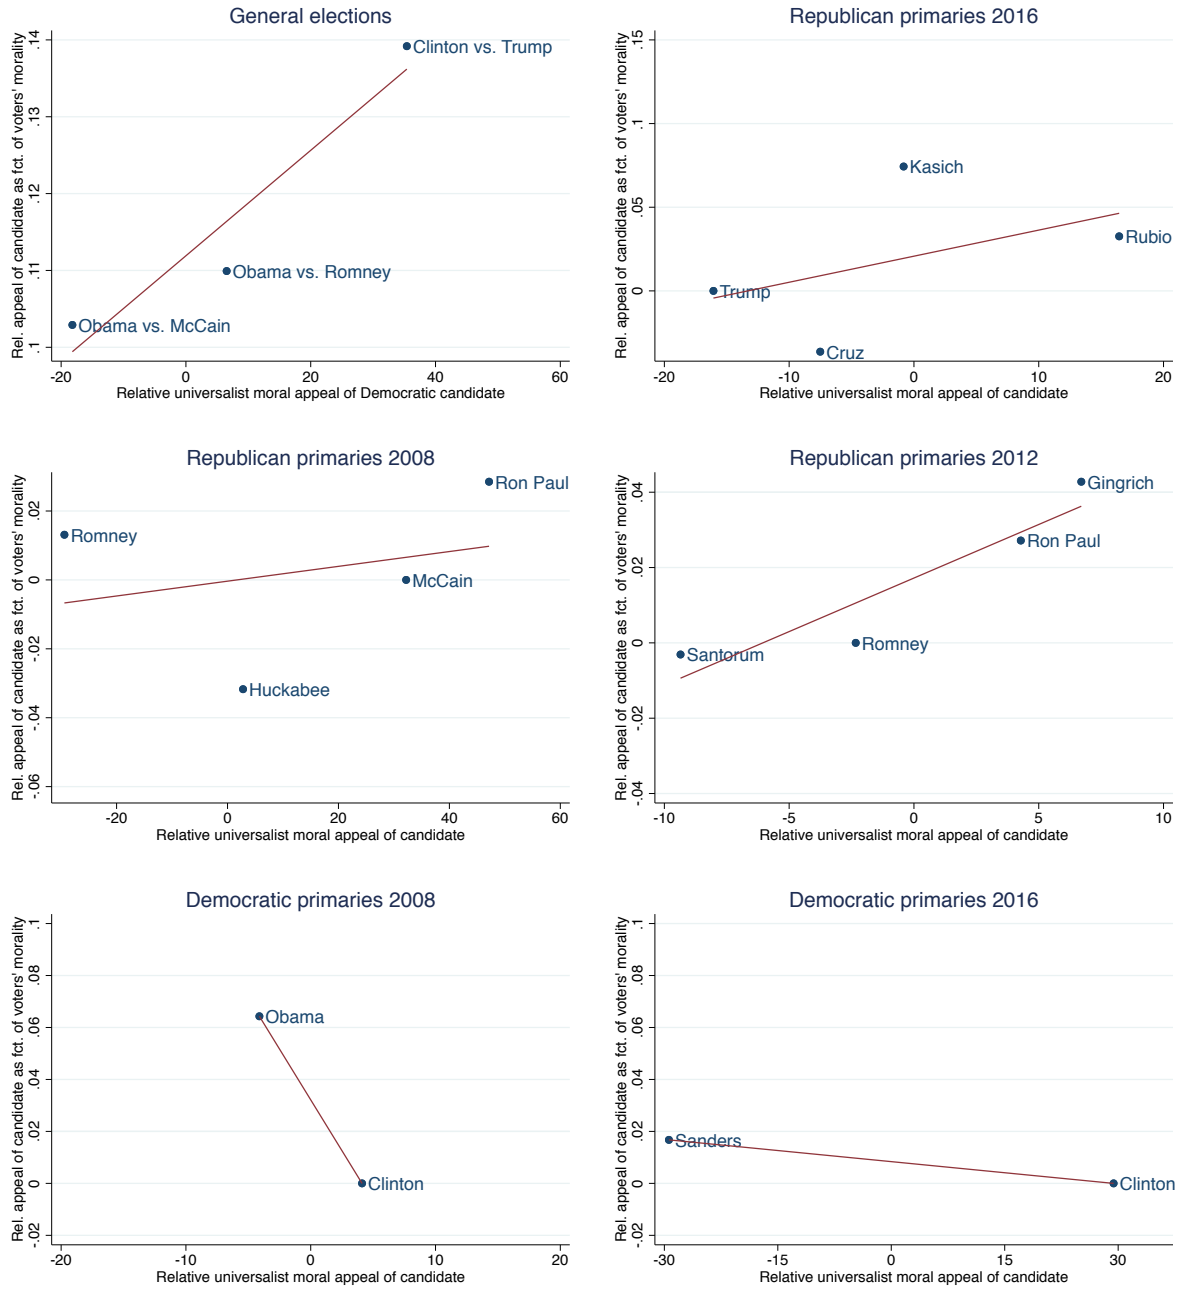 General elections
Rel. appeal of candidate as fct. of voters' morality
.14
.13
.12
.11
.1
Clinton vs. Trump
Obama vs. Romney
Obama vs. McCain
-20 0 20 40 60
Relative universalist moral appeal of Democratic candidate
Republican primaries 2016
Rel. appeal of candidate as fct. of voters' morality
.15
.1
.05
0
Kasich
Rubio
Trump
Cruz
-20 -10 0 10 20
Relative universalist moral appeal of candidate
Republican primaries 2008
Rel. appeal of candidate as fct. of voters' morality
.02
0
-.02
-.04
-.06
Ron Paul
Romney
McCain
Huckabee
-20 0 20 40 60
Relative universalist moral appeal of candidate
Republican primaries 2012
Rel. appeal of candidate as fct. of voters' morality
.04
.02
0
-.02
-.04
Gingrich
Ron Paul
Romney
Santorum
-10 -5 0 5 10
Relative universalist moral appeal of candidate
Democratic primaries 2008
Rel. appeal of candidate as fct. of voters' morality
.1
.08
.06
.04
.02
0
-.02
Obama
Clinton
-20 -10 0 10 20
Relative universalist moral appeal of candidate
Democratic primaries 2016
Rel. appeal of candidate as fct. of voters' morality
.1
.08
.06
.04
.02
0
-.02
Sanders
Clinton
-30 -15 0 15 30
Relative universalist moral appeal of candidate